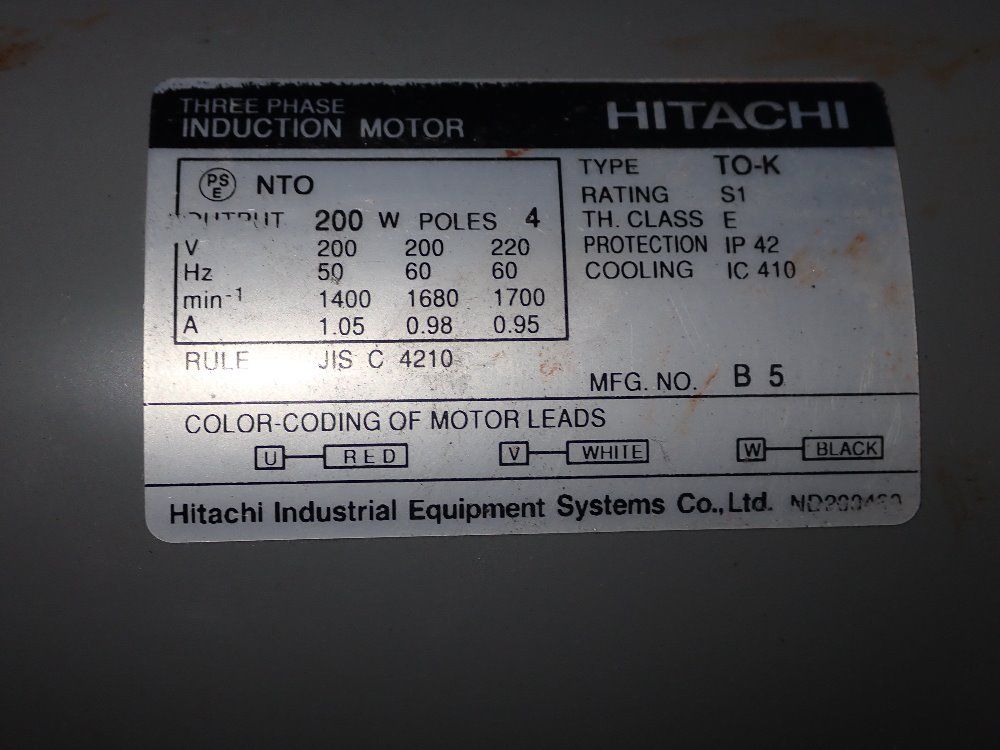 THREE PHASE
INDUCTION MOTOR
HITACHI
PS
E
NTO
OUTPUT 200 W POLES 4
V 200 200 220
Hz 50 60 60
min-1 1400 1680 1700
A 1.05 0.98 0.95
RULE JIS C 4210
TYPE TO-K
RATING S1
TH. CLASS E
PROTECTION IP 42
COOLING IC 410
MFG. NO. B 5
COLOR-CODING OF MOTOR LEADS
U RED V WHITE W BLACK
Hitachi Industrial Equipment Systems Co., Ltd.